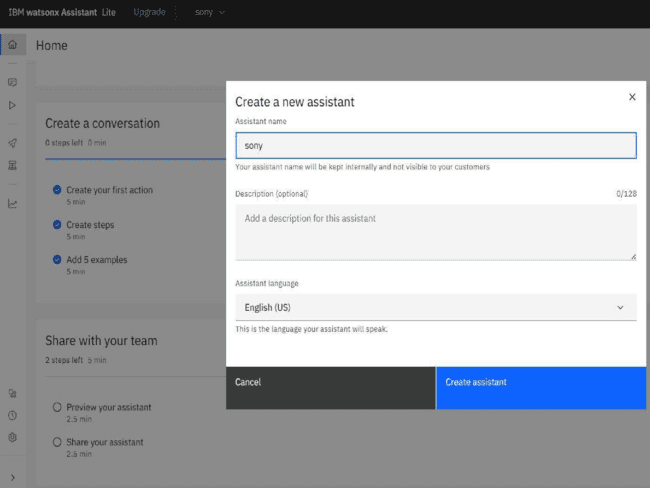 IBM watsonx Assistant Lite Upgrade sony
Home
Create a conversation
0 steps left 0 min
Create your first action
5 min
Create steps
5 min
Add 5 examples
5 min
Share with your team
2 steps left 5 min
Preview your assistant
2.5 min
Share your assistant
2.5 min
Create a new assistant
Assistant name
sony
Your assistant name will be kept internally and not visible to your customers
Description (optional) 0/128
Add a description for this assistant
Assistant language
English (US)
This is the language your assistant will speak.
Cancel Create assistant